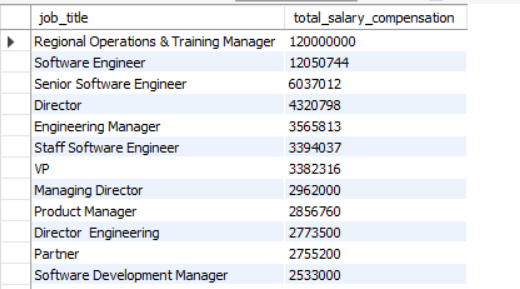 job_title total_salary_compensation
Regional Operations & Training Manager 120000000
Software Engineer 12050744
Senior Software Engineer 6037012
Director 4320798
Engineering Manager 3565813
Staff Software Engineer 3394037
VP 3382316
Managing Director 2962000
Product Manager 2856760
Director  Engineering 2773500
Partner 2755200
Software Development Manager 2533000